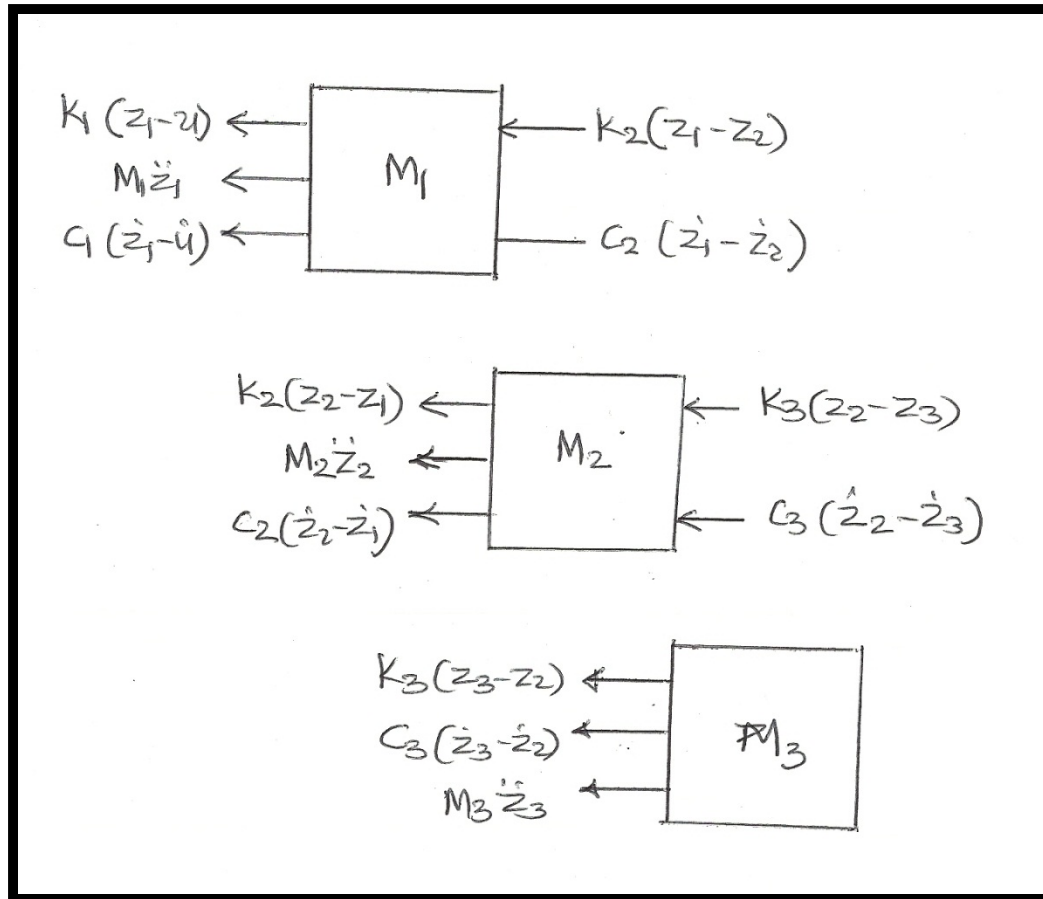 K₁ (z₁-u) M₁ K₂(z₁-z₂)
M₁z̈₁
C₁ (ż₁-u̇) C₂ (ż₁-ż₂)
K₂(z₂-z₁) M₂ K₃(z₂-z₃)
M₂z̈₂
C₂(ż₂-ż₁) C₃ (ż₂-ż₃)
K₃(z₃-z₂)
C₃(ż₃-ż₂) M₃
M₃z̈₃